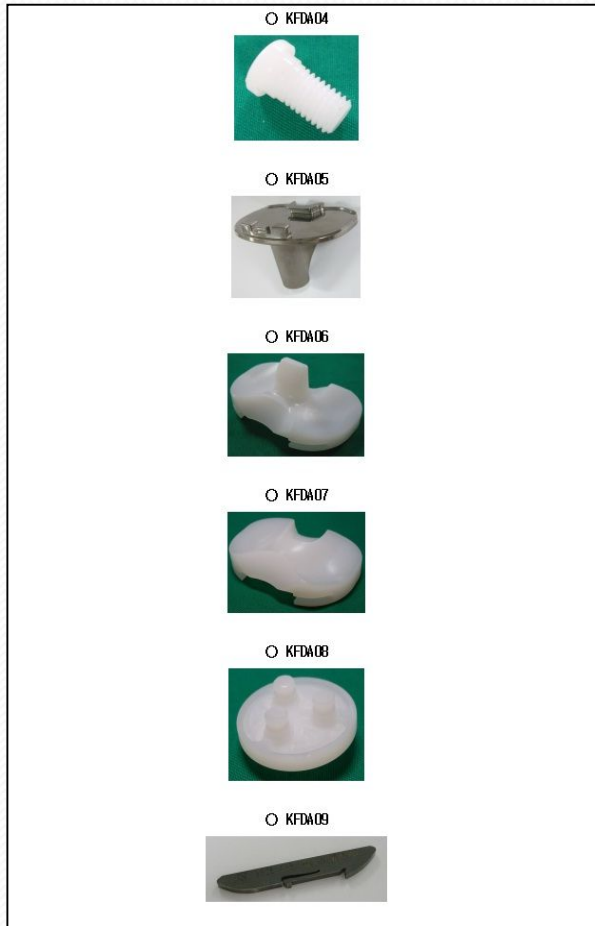 ○ KFDA04
○ KFDA05
○ KFDA06
○ KFDA07
○ KFDA08
○ KFDA09